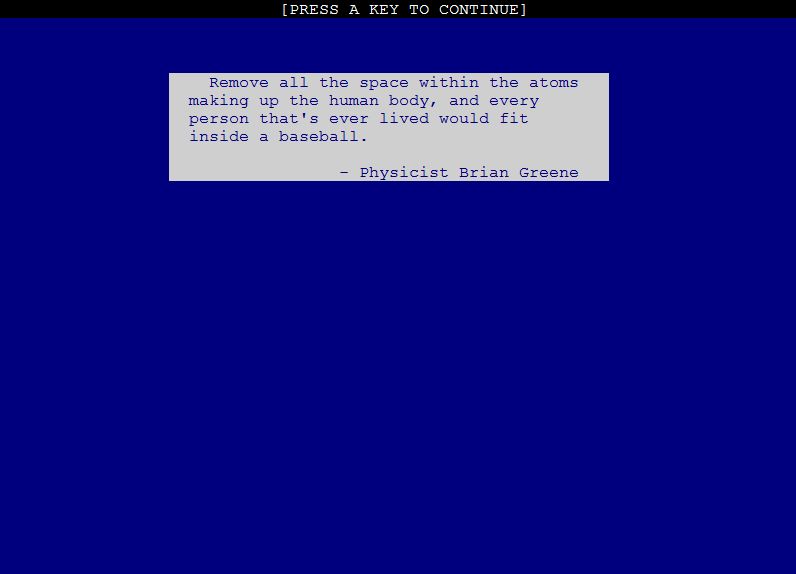 [PRESS A KEY TO CONTINUE]
Remove all the space within the atoms
making up the human body, and every
person that's ever lived would fit
inside a baseball.
- Physicist Brian Greene